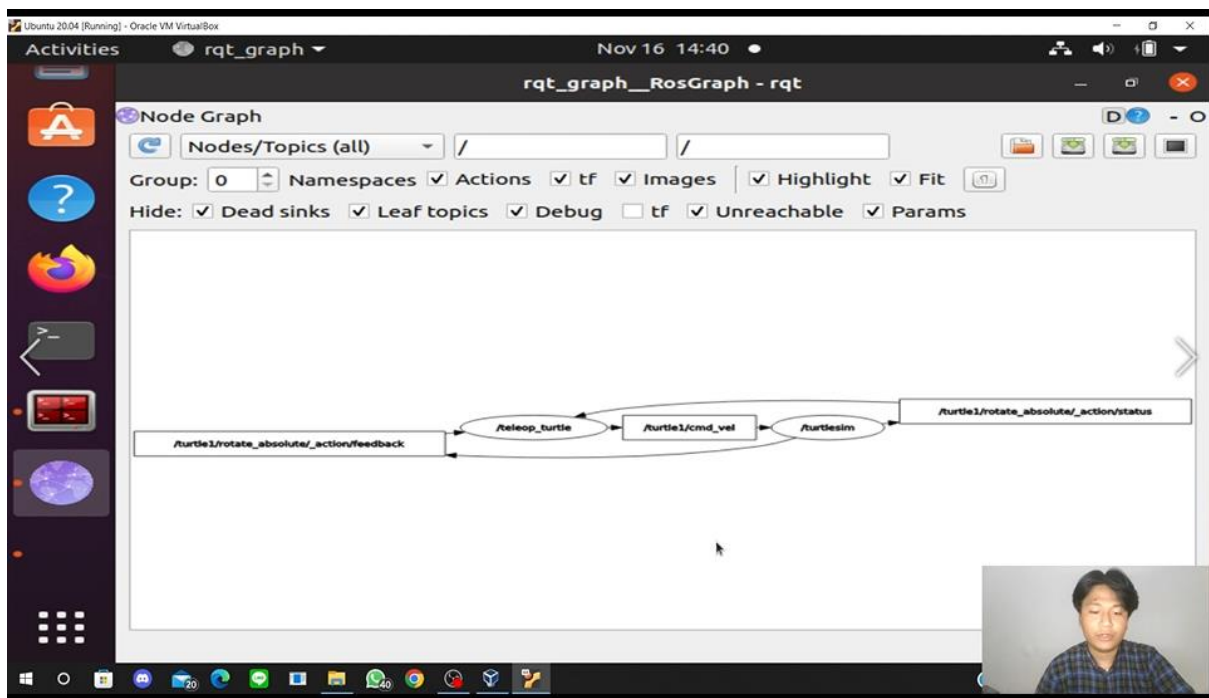 Ubuntu 20.04 [Running] - Oracle VM VirtualBox
Activities rqt_graph Nov 16 14:40
rqt_graph__RosGraph - rqt
Node Graph D ? - O
Nodes/Topics (all) / /
Group: 0 Namespaces Actions tf Images Highlight Fit
Hide: Dead sinks Leaf topics Debug tf Unreachable Params
/turtle1/rotate_absolute/_action/status
/teleop_turtle /turtle1/cmd_vel /turtlesim
/turtle1/rotate_absolute/_action/feedback
20 40